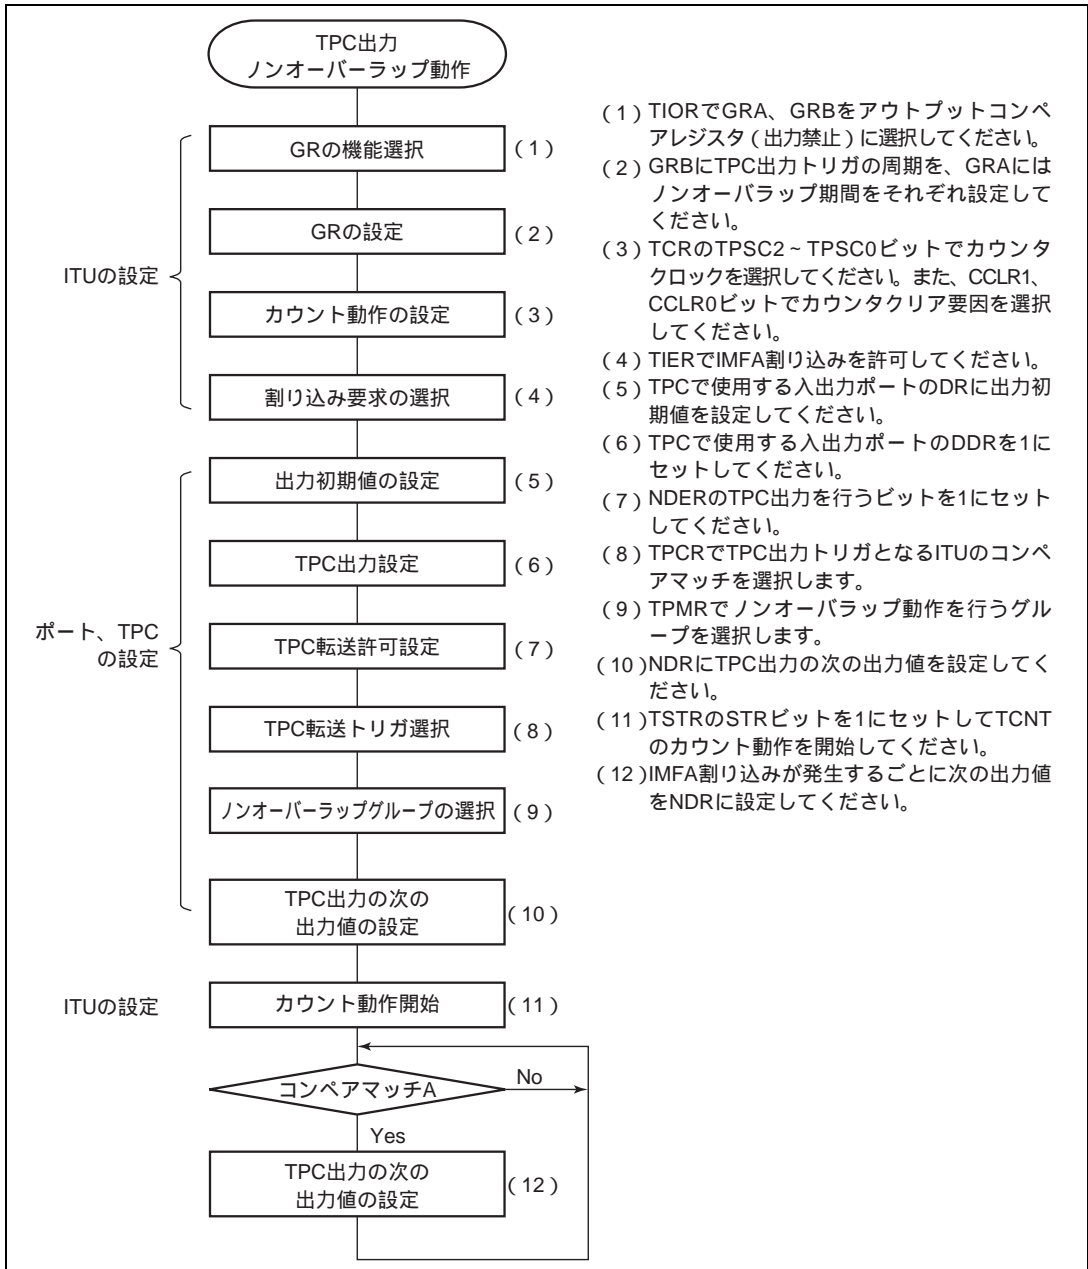 TPC出力
ノンオーバーラップ動作
ITUの設定
GRの機能選択
(1)
GRの設定
(2)
カウント動作の設定
(3)
割り込み要求の選択
(4)
ポート、TPC
の設定
出力初期値の設定
(5)
TPC出力設定
(6)
TPC転送許可設定
(7)
TPC転送トリガ選択
(8)
ノンオーバーラップグループの選択
(9)
TPC出力の次の
出力値の設定
(10)
ITUの設定
カウント動作開始
(11)
コンペアマッチA
No
Yes
TPC出力の次の
出力値の設定
(12)
(1)TIORでGRA、GRBをアウトプットコンペ
アレジスタ(出力禁止)に選択してください。
(2)GRBにTPC出力トリガの周期を、GRAには
ノンオーバラップ期間をそれぞれ設定して
ください。
(3)TCRのTPSC2~TPSC0ビットでカウンタ
クロックを選択してください。また、CCLR1、
CCLR0ビットでカウンタクリア要因を選択
してください。
(4)TIERでIMFA割り込みを許可してください。
(5)TPCで使用する入出力ポートのDRに出力初
期値を設定してください。
(6)TPCで使用する入出力ポートのDDRを1に
セットしてください。
(7)NDERのTPC出力を行うビットを1にセット
してください。
(8)TPCRでTPC出力トリガとなるITUのコンペ
アマッチを選択します。
(9)TPMRでノンオーバラップ動作を行うグル
ープを選択します。
(10)NDRにTPC出力の次の出力値を設定してく
ださい。
(11)TSTRのSTRビットを1にセットしてTCNT
のカウント動作を開始してください。
(12)IMFA割り込みが発生するごとに次の出力値
をNDRに設定してください。